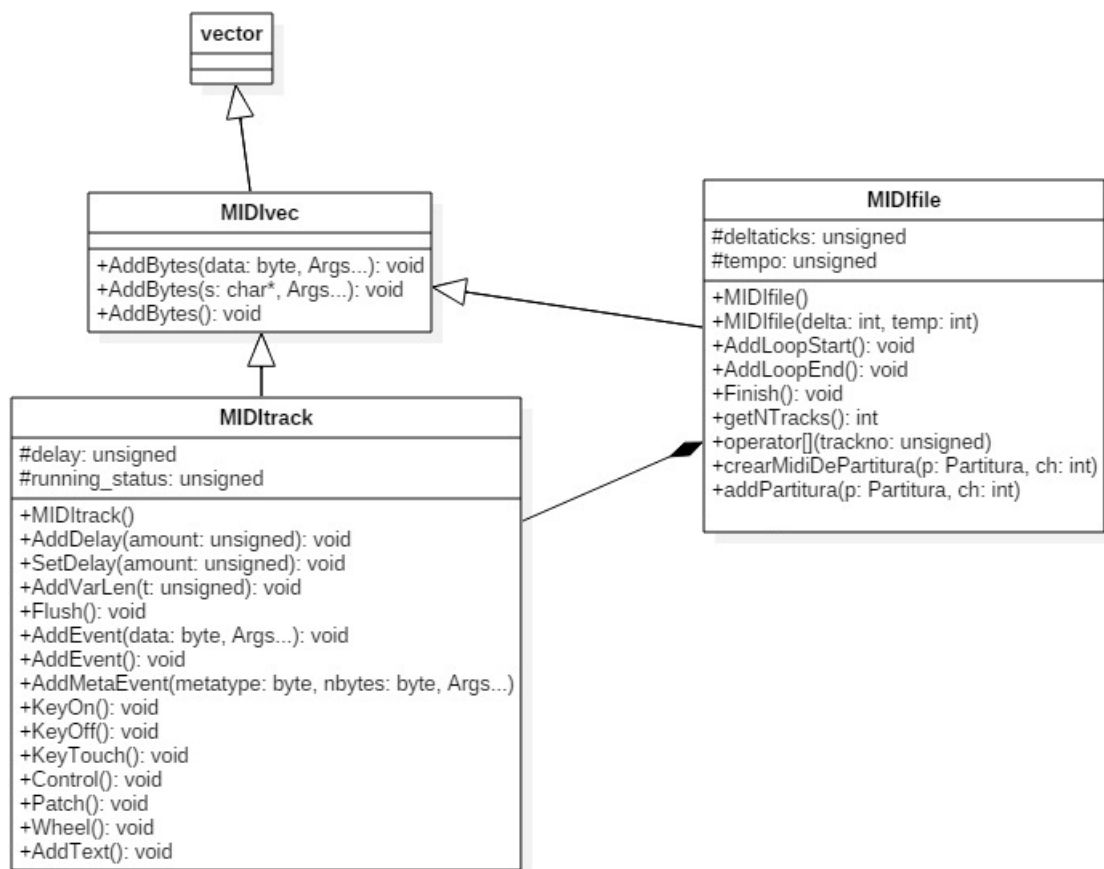 vector
MIDIvec
+AddBytes(data: byte, Args...): void
+AddBytes(s: char*, Args...): void
+AddBytes(): void
MIDIfile
#deltaticks: unsigned
#tempo: unsigned
+MIDIfile()
+MIDIfile(delta: int, temp: int)
+AddLoopStart(): void
+AddLoopEnd(): void
+Finish(): void
+getNTracks(): int
+operator[](trackno: unsigned)
+crearMidiDePartitura(p: Partitura, ch: int)
+addPartitura(p: Partitura, ch: int)
MIDItrack
#delay: unsigned
#running_status: unsigned
+MIDItrack()
+AddDelay(amount: unsigned): void
+SetDelay(amount: unsigned): void
+AddVarLen(t: unsigned): void
+Flush(): void
+AddEvent(data: byte, Args...): void
+AddEvent(): void
+AddMetaEvent(metatype: byte, nbytes: byte, Args...)
+KeyOn(): void
+KeyOff(): void
+KeyTouch(): void
+Control(): void
+Patch(): void
+Wheel(): void
+AddText(): void